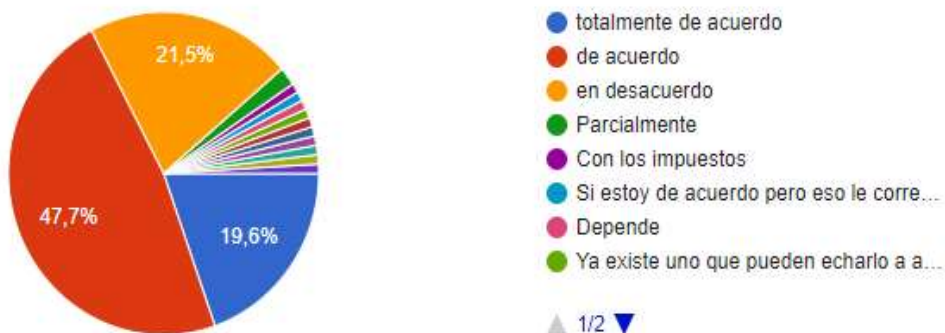 21,5%
47,7%
19,6%
totalmente de acuerdo
de acuerdo
en desacuerdo
Parcialmente
Con los impuestos
Si estoy de acuerdo pero eso le corre...
Depende
Ya existe uno que pueden echarlo a a...
1/2